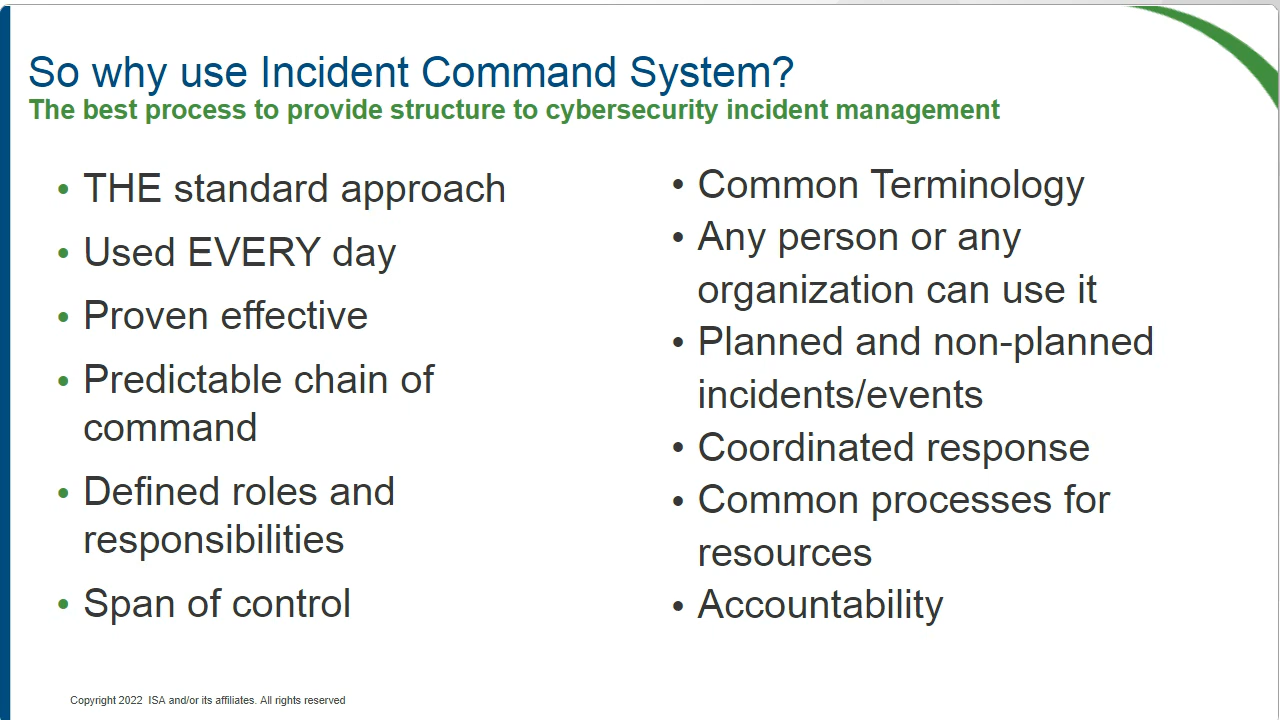 So why use Incident Command System?
The best process to provide structure to cybersecurity incident management
• THE standard approach
• Used EVERY day
• Proven effective
• Predictable chain of
command
• Defined roles and
responsibilities
• Span of control
• Common Terminology
• Any person or any
organization can use it
• Planned and non-planned
incidents/events
• Coordinated response
• Common processes for
resources
• Accountability
Copyright 2022 ISA and/or its affiliates. All rights reserved